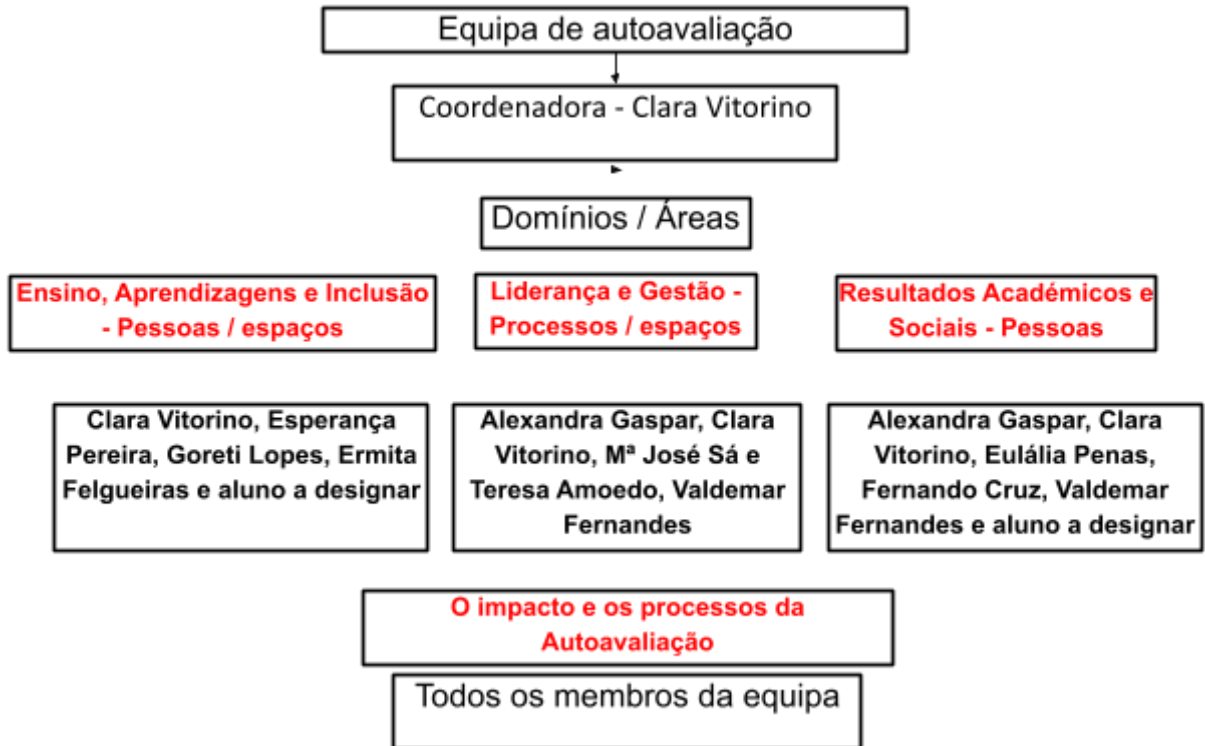 Equipa de autoavaliação
Coordenadora - Clara Vitorino
Domínios / Áreas
Ensino, Aprendizagens e Inclusão
- Pessoas / espaços
Liderança e Gestão -
Processos / espaços
Resultados Académicos e
Sociais - Pessoas
Clara Vitorino, Esperança
Pereira, Goreti Lopes, Ermita
Felgueiras e aluno a designar
Alexandra Gaspar, Clara
Vitorino, Mª José Sá e
Teresa Amoedo, Valdemar
Fernandes
Alexandra Gaspar, Clara
Vitorino, Eulália Penas,
Fernando Cruz, Valdemar
Fernandes e aluno a designar
O impacto e os processos da
Autoavaliação
Todos os membros da equipa